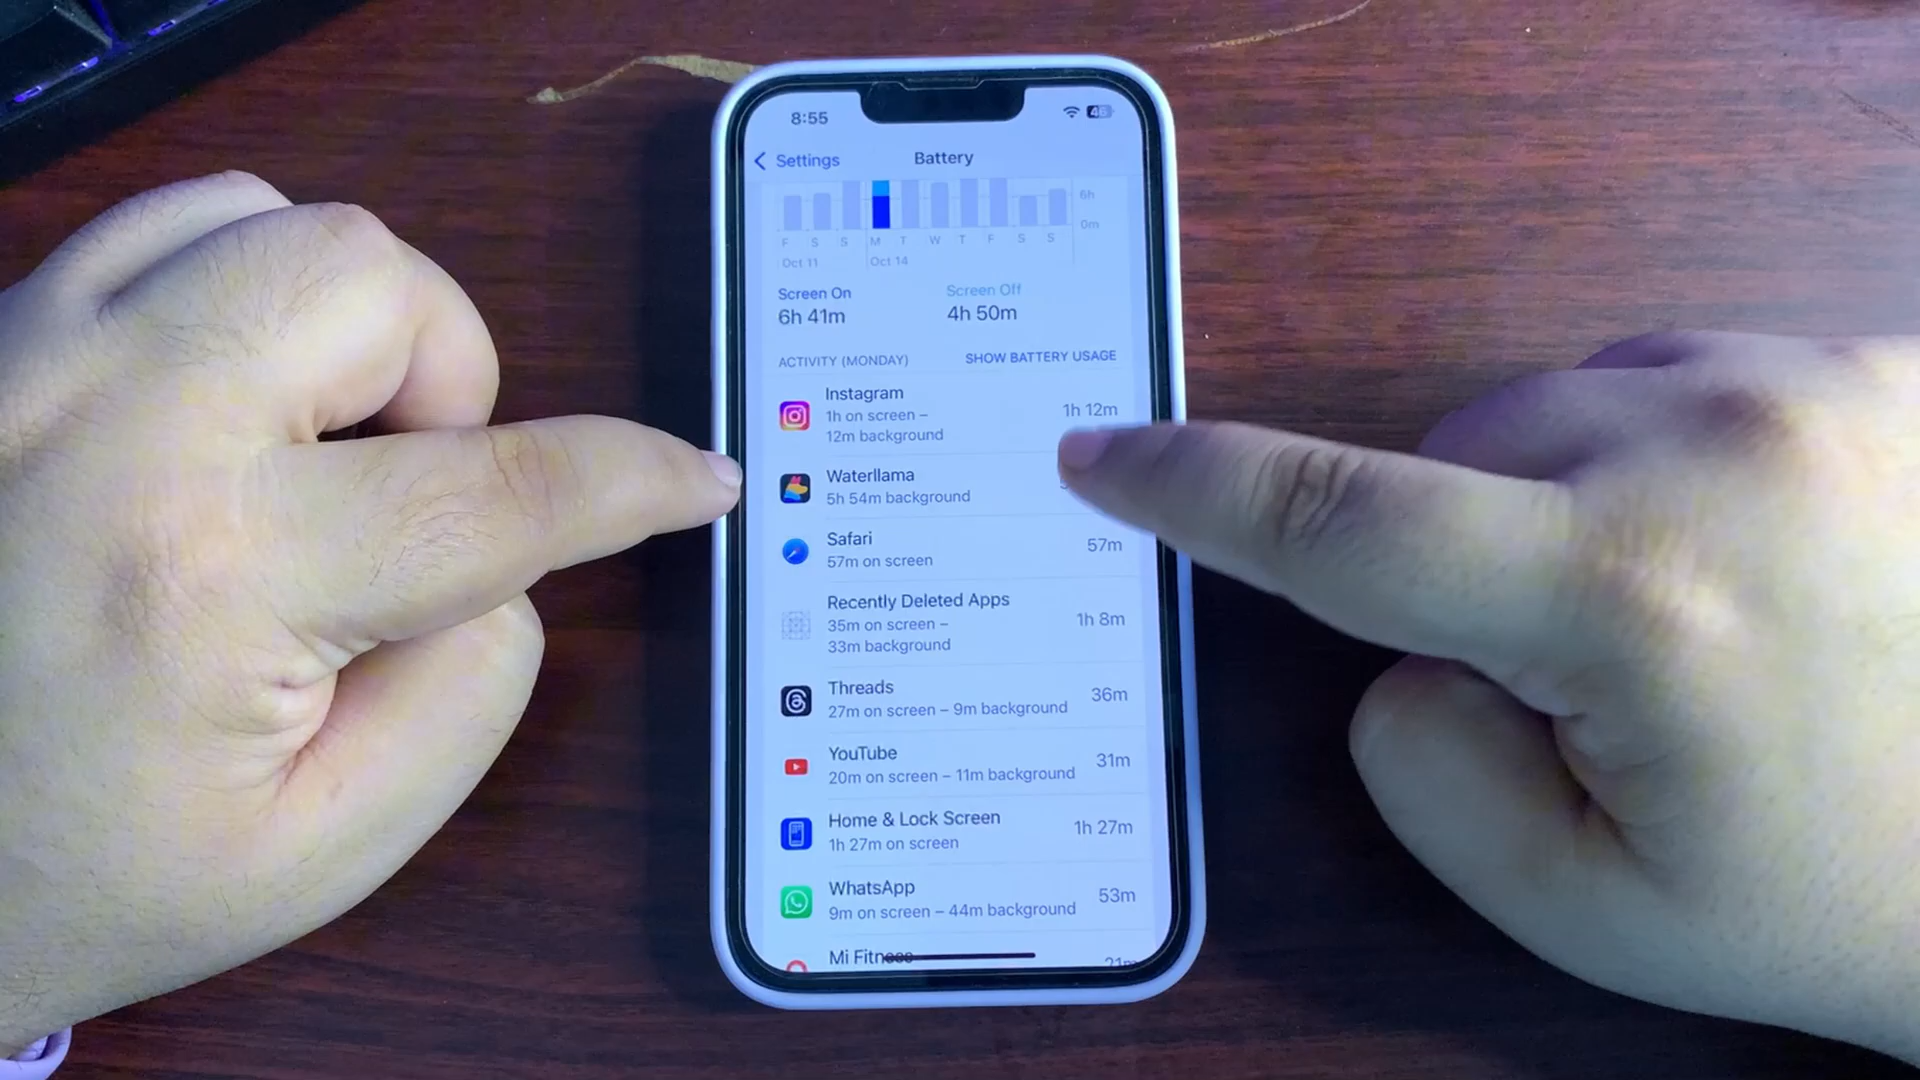 8:55
Settings
Battery
6h
0m
F S S M T W T F S S
Oct 11 Oct 14
Screen On Screen Off
6h 41m 4h 50m
ACTIVITY (MONDAY) SHOW BATTERY USAGE
Instagram
1h on screen –
12m background
1h 12m
Waterllama
5h 54m background
Safari
57m on screen
57m
Recently Deleted Apps
35m on screen –
33m background
1h 8m
Threads
27m on screen – 9m background
36m
YouTube
20m on screen – 11m background
31m
Home & Lock Screen
1h 27m on screen
1h 27m
WhatsApp
9m on screen – 44m background
53m
Mi Fitness
21m